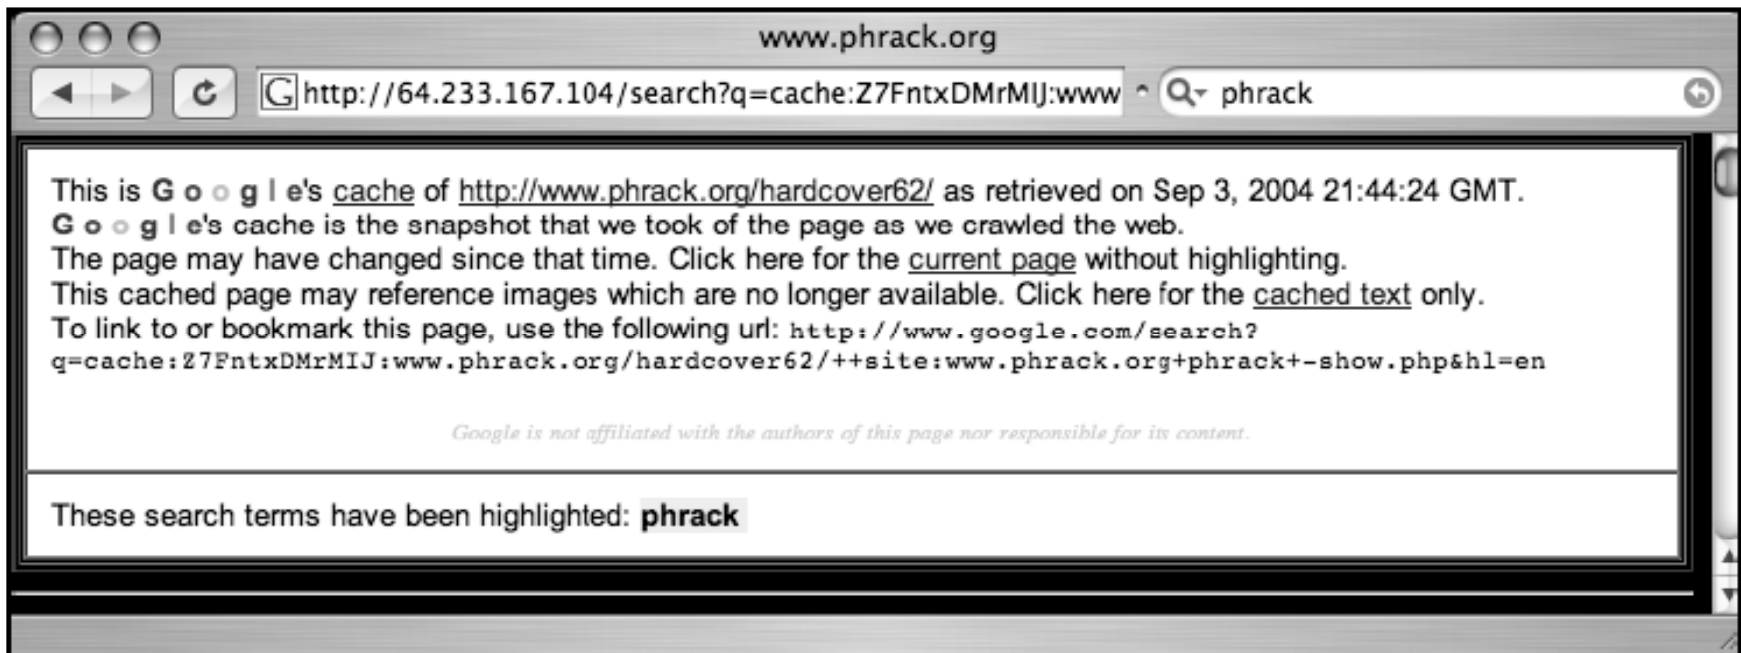 www.phrack.org
http://64.233.167.104/search?q=cache:Z7FntxDMrMIJ:www
phrack
This is Google's cache of http://www.phrack.org/hardcover62/ as retrieved on Sep 3, 2004 21:44:24 GMT.
Google's cache is the snapshot that we took of the page as we crawled the web.
The page may have changed since that time. Click here for the current page without highlighting.
This cached page may reference images which are no longer available. Click here for the cached text only.
To link to or bookmark this page, use the following url: http://www.google.com/search?
q=cache:Z7FntxDMrMIJ:www.phrack.org/hardcover62/++site:www.phrack.org+phrack+-show.php&hl=en
Google is not affiliated with the authors of this page nor responsible for its content.
These search terms have been highlighted: phrack